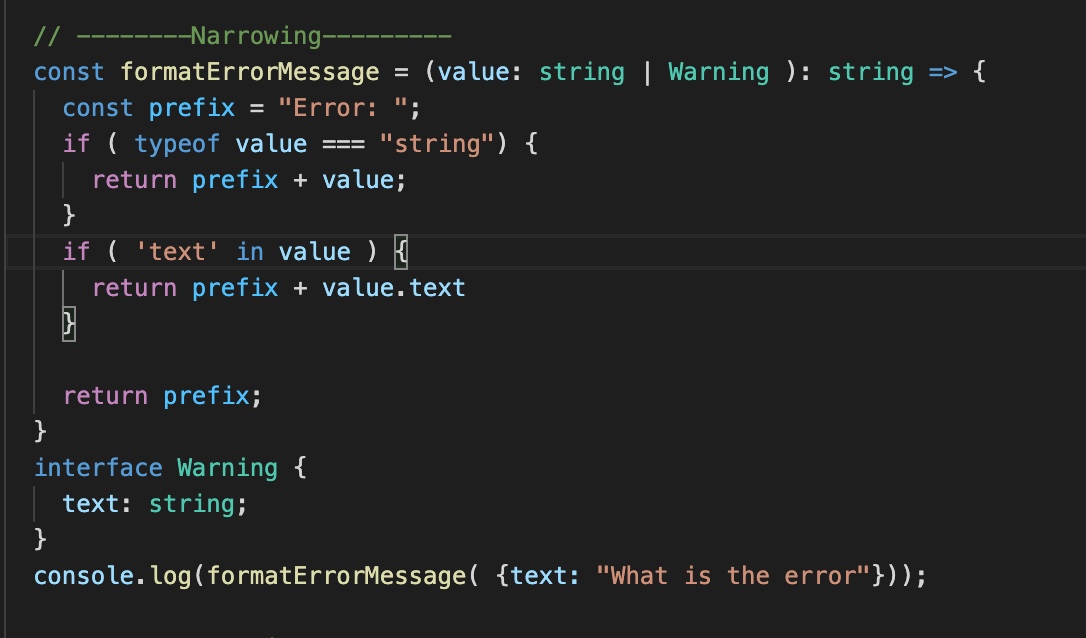 // --------Narrowing---------
const formatErrorMessage = (value: string | Warning ): string => {
  const prefix = "Error: ";
  if ( typeof value === "string") {
    return prefix + value;
  }
  if ( 'text' in value ) {
    return prefix + value.text
  }
  return prefix;
}
interface Warning {
  text: string;
}
console.log(formatErrorMessage( {text: "What is the error"}));